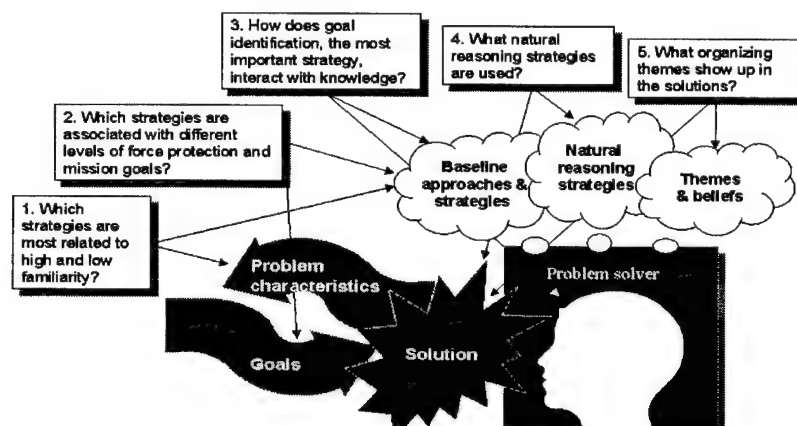 3. How does goal
identification, the most
important strategy,
interact with knowledge?
4. What natural
reasoning strategies
are used?
5. What organizing
themes show up in
the solutions?
2. Which strategies are
associated with different
levels of force protection and
mission goals?
1. Which
strategies are
most related to
high and low
familiarity?
Baseline
approaches &
strategies
Natural
reasoning
strategies
Themes
& beliefs
Problem
characteristics
Problem solver
Goals
Solution